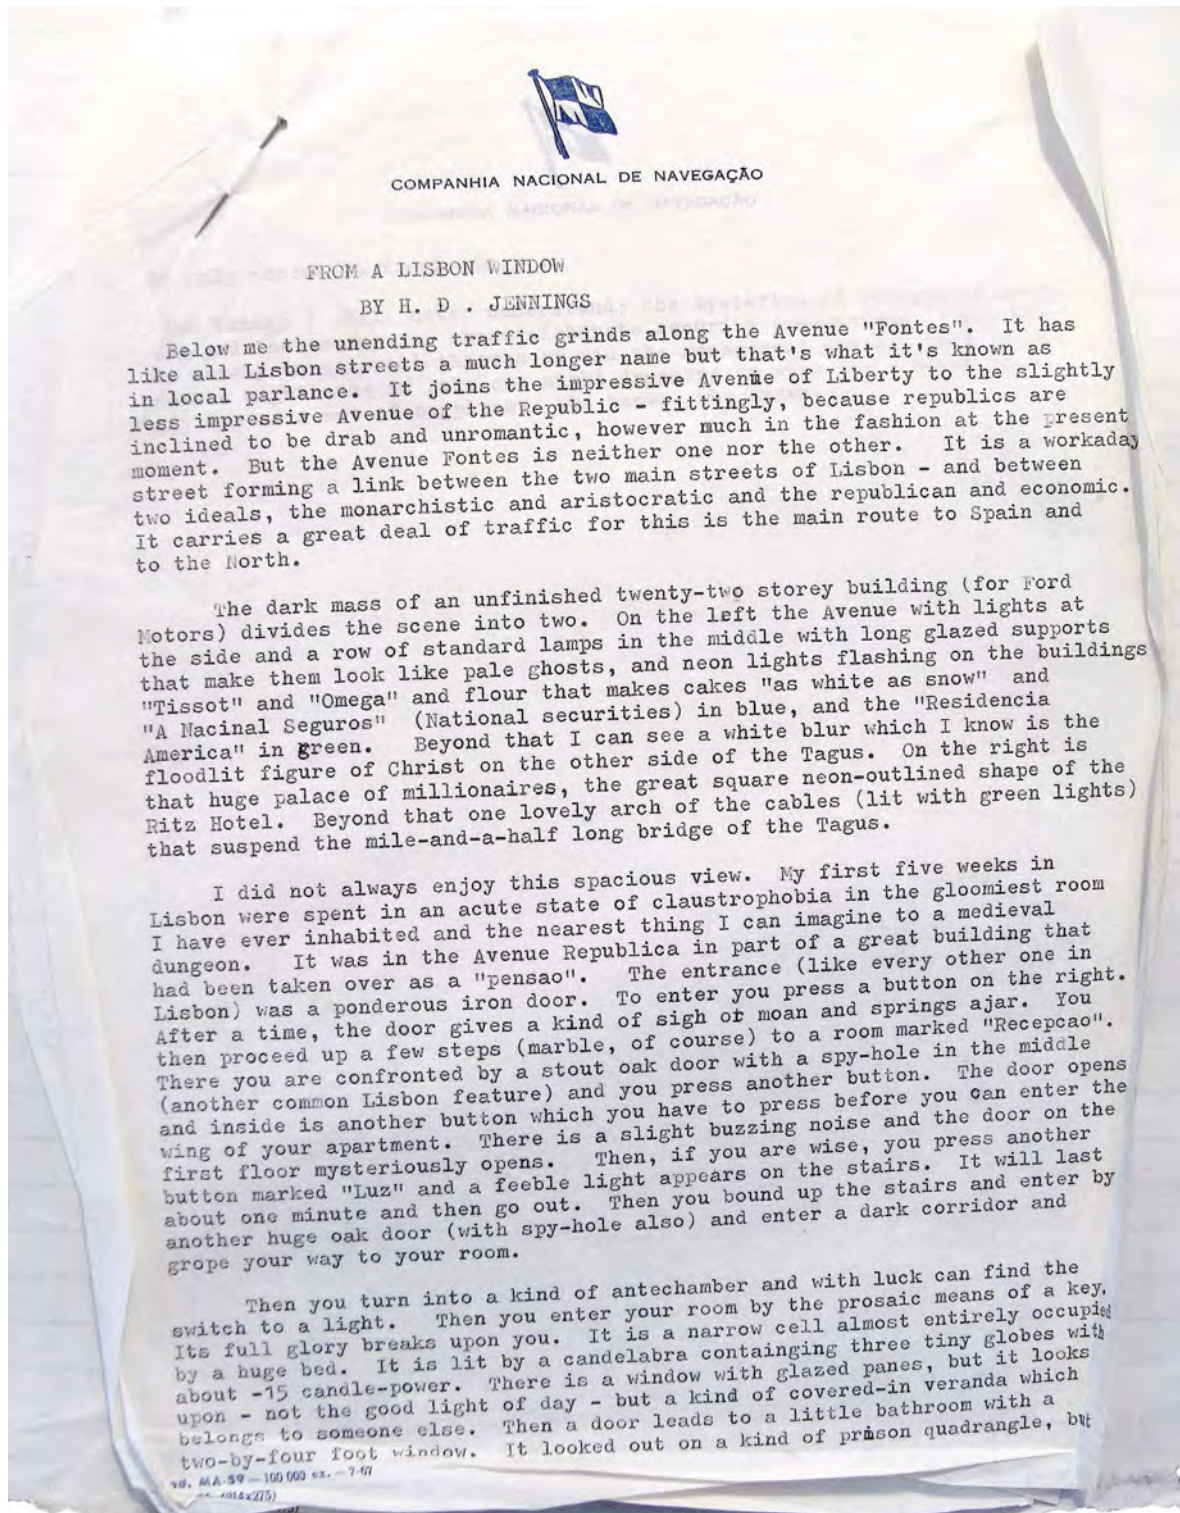 COMPANHIA NACIONAL DE NAVEGAÇÃO
FROM A LISBON WINDOW
BY H. D . JENNINGS
Below me the unending traffic grinds along the Avenue "Fontes". It has
like all Lisbon streets a much longer name but that's what it's known as
in local parlance. It joins the impressive Avenue of Liberty to the slightly
less impressive Avenue of the Republic - fittingly, because republics are
inclined to be drab and unromantic, however much in the fashion at the present
moment. But the Avenue Fontes is neither one nor the other. It is a workaday
street forming a link between the two main streets of Lisbon - and between
two ideals, the monarchistic and aristocratic and the republican and economic.
It carries a great deal of traffic for this is the main route to Spain and
to the North.
The dark mass of an unfinished twenty-two storey building (for Ford
Motors) divides the scene into two. On the left the Avenue with lights at
the side and a row of standard lamps in the middle with long glazed supports
that make them look like pale ghosts, and neon lights flashing on the buildings
"Tissot" and "Omega" and flour that makes cakes "as white as snow" and
"A Nacinal Seguros" (National securities) in blue, and the "Residencia
America" in green. Beyond that I can see a white blur which I know is the
floodlit figure of Christ on the other side of the Tagus. On the right is
that huge palace of millionaires, the great square neon-outlined shape of the
Ritz Hotel. Beyond that one lovely arch of the cables (lit with green lights)
that suspend the mile-and-a-half long bridge of the Tagus.
I did not always enjoy this spacious view. My first five weeks in
Lisbon were spent in an acute state of claustrophobia in the gloomiest room
I have ever inhabited and the nearest thing I can imagine to a medieval
dungeon. It was in the Avenue Republica in part of a great building that
had been taken over as a "pensao". The entrance (like every other one in
Lisbon) was a ponderous iron door. To enter you press a button on the right.
After a time, the door gives a kind of sigh or moan and springs ajar. You
then proceed up a few steps (marble, of course) to a room marked "Recepcao".
There you are confronted by a stout oak door with a spy-hole in the middle
(another common Lisbon feature) and you press another button. The door opens
and inside is another button which you have to press before you can enter the
wing of your apartment. There is a slight buzzing noise and the door on the
first floor mysteriously opens. Then, if you are wise, you press another
button marked "Luz" and a feeble light appears on the stairs. It will last
about one minute and then go out. Then you bound up the stairs and enter by
another huge oak door (with spy-hole also) and enter a dark corridor and
grope your way to your room.
Then you turn into a kind of antechamber and with luck can find the
switch to a light. Then you enter your room by the prosaic means of a key.
Its full glory breaks upon you. It is a narrow cell almost entirely occupied
by a huge bed. It is lit by a candelabra containging three tiny globes with
about -15 candle-power. There is a window with glazed panes, but it looks
upon - not the good light of day - but a kind of covered-in veranda which
belongs to someone else. Then a door leads to a little bathroom with a
two-by-four foot window. It looked out on a kind of prison quadrangle, but
MA-59 - 100 000 ex. - 7-67